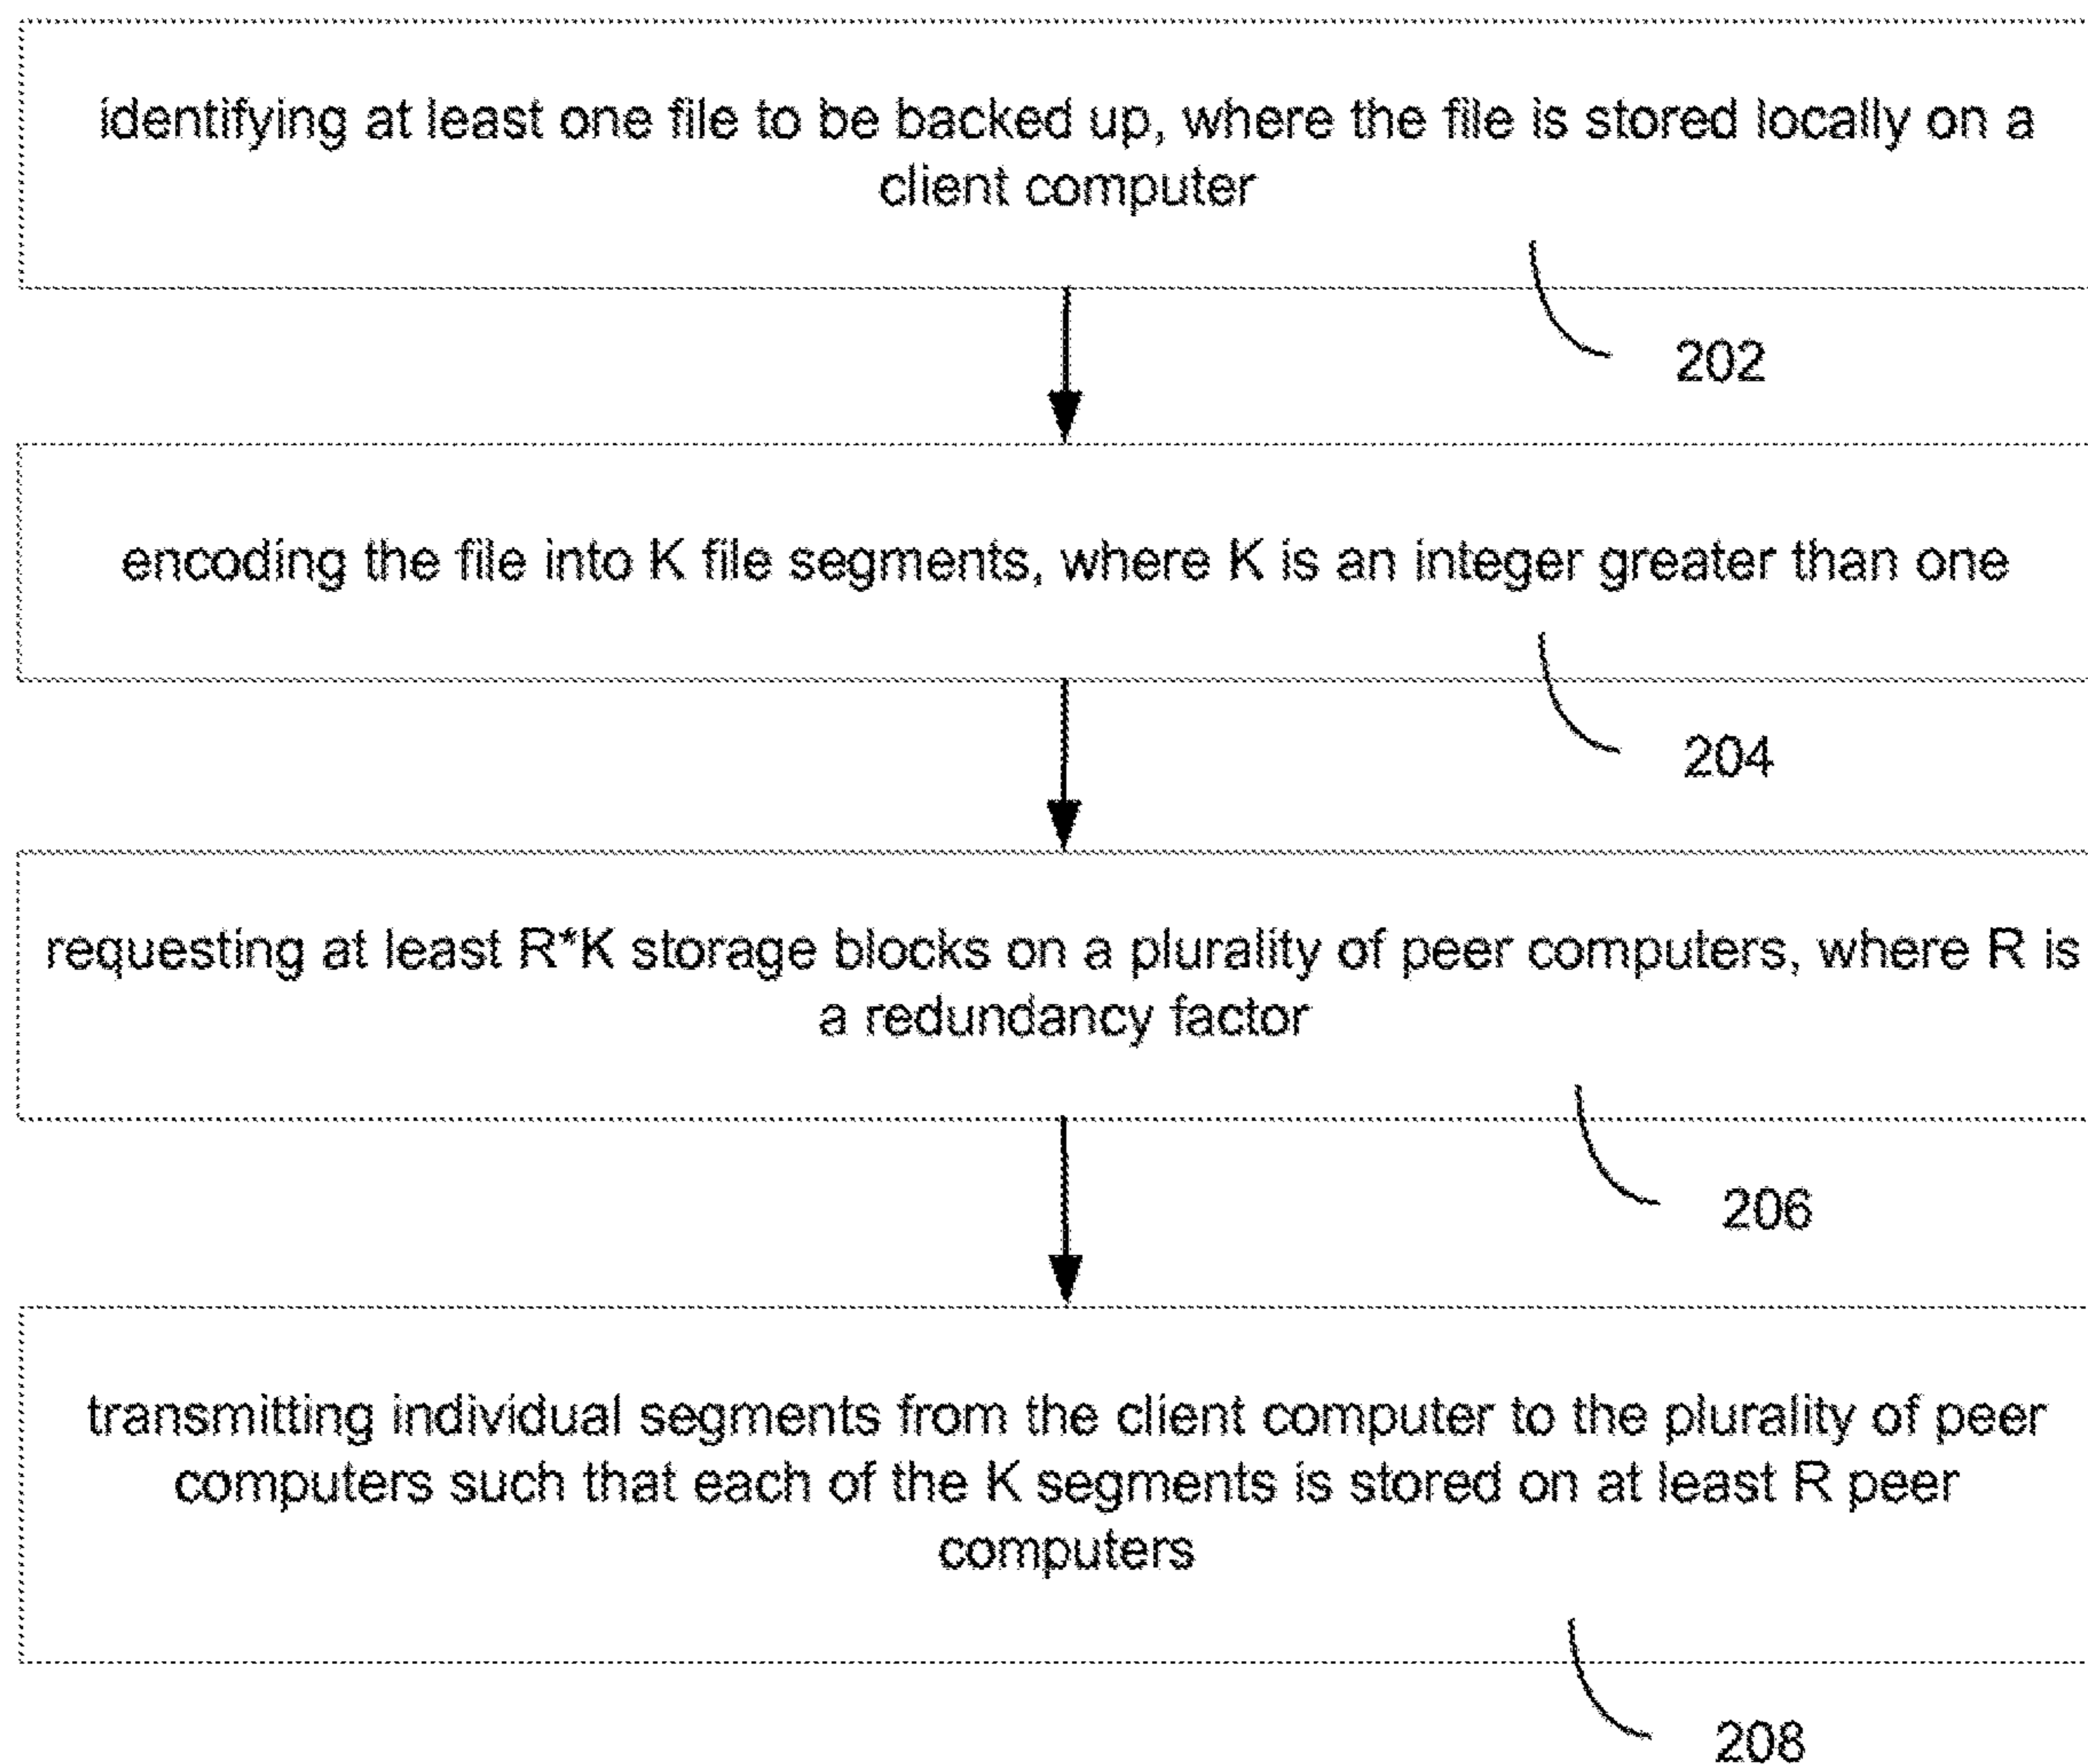 identifying at least one file to be backed up, where the file is stored locally on a
client computer
202
encoding the file into K file segments, where K is an integer greater than one
204
requesting at least R*K storage blocks on a plurality of peer computers, where R is
a redundancy factor
206
transmitting individual segments from the client computer to the plurality of peer
computers such that each of the K segments is stored on at least R peer
computers
208